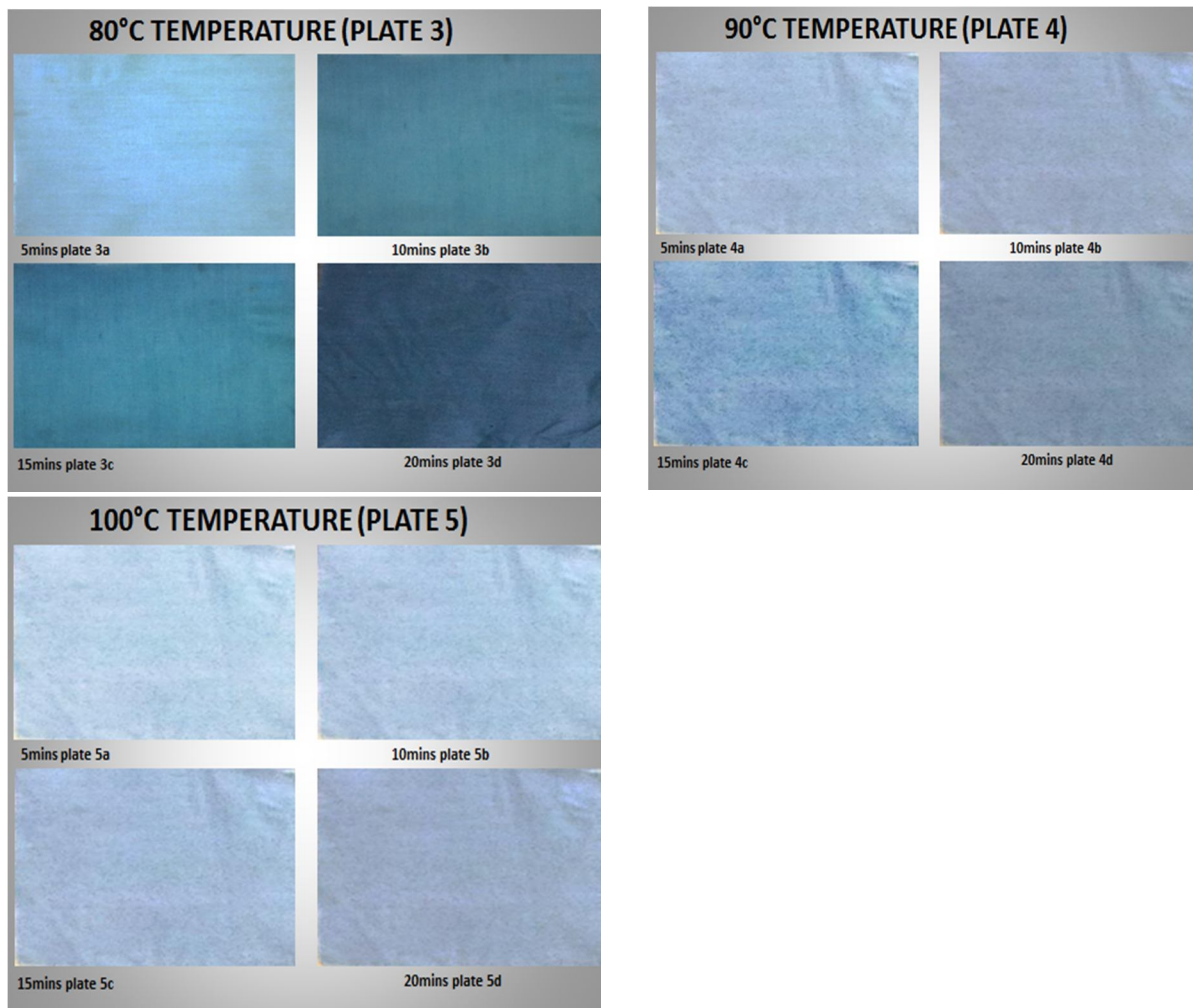 80°C TEMPERATURE (PLATE 3)
5mins plate 3a
10mins plate 3b
15mins plate 3c
20mins plate 3d
90°C TEMPERATURE (PLATE 4)
5mins plate 4a
10mins plate 4b
15mins plate 4c
20mins plate 4d
100°C TEMPERATURE (PLATE 5)
5mins plate 5a
10mins plate 5b
15mins plate 5c
20mins plate 5d